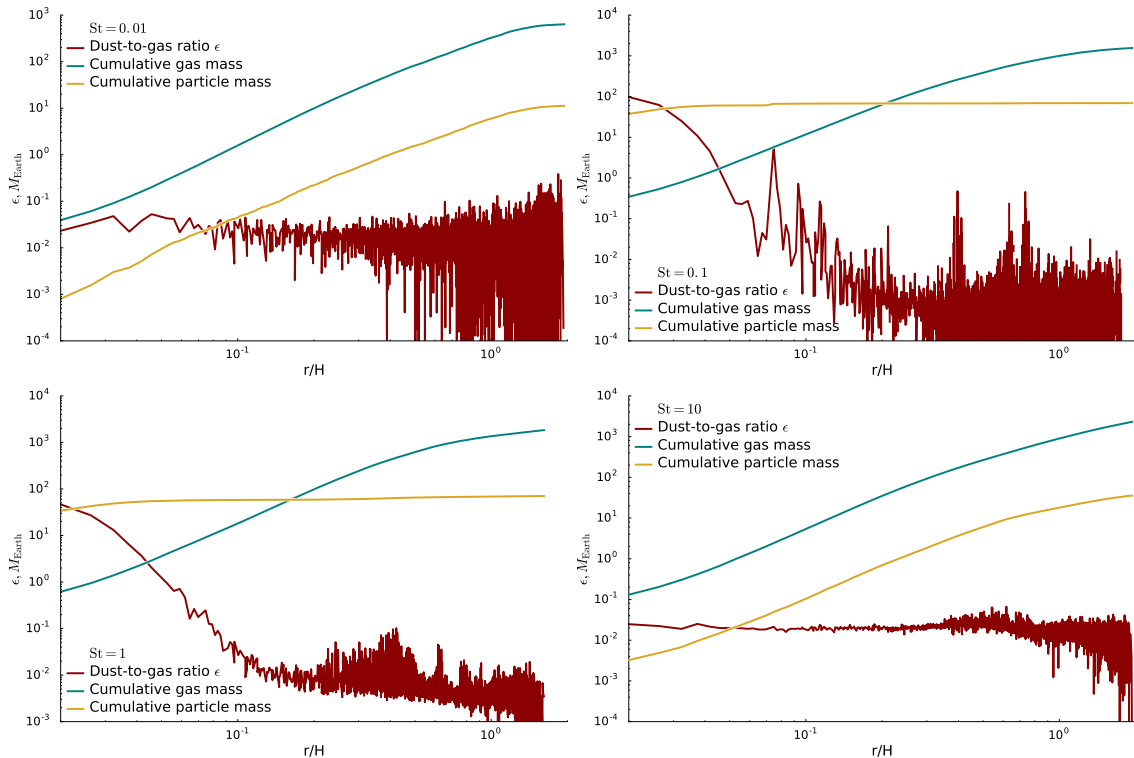 10^3
10^2
10^1
10^0
10^-1
10^-2
10^-3
10^-4
ϵ, M_Earth
St = 0.01
Dust-to-gas ratio ϵ
Cumulative gas mass
Cumulative particle mass
10^-1
10^0
r/H
10^4
10^3
10^2
10^1
10^0
10^-1
10^-2
10^-3
10^-4
ϵ, M_Earth
St = 0.1
Dust-to-gas ratio ϵ
Cumulative gas mass
Cumulative particle mass
10^-1
10^0
r/H
10^4
10^3
10^2
10^1
10^0
10^-1
10^-2
10^-3
ϵ, M_Earth
St = 1
Dust-to-gas ratio ϵ
Cumulative gas mass
Cumulative particle mass
10^-1
10^0
r/H
10^4
10^3
10^2
10^1
10^0
10^-1
10^-2
10^-3
10^-4
ϵ, M_Earth
St = 10
Dust-to-gas ratio ϵ
Cumulative gas mass
Cumulative particle mass
10^-1
10^0
r/H